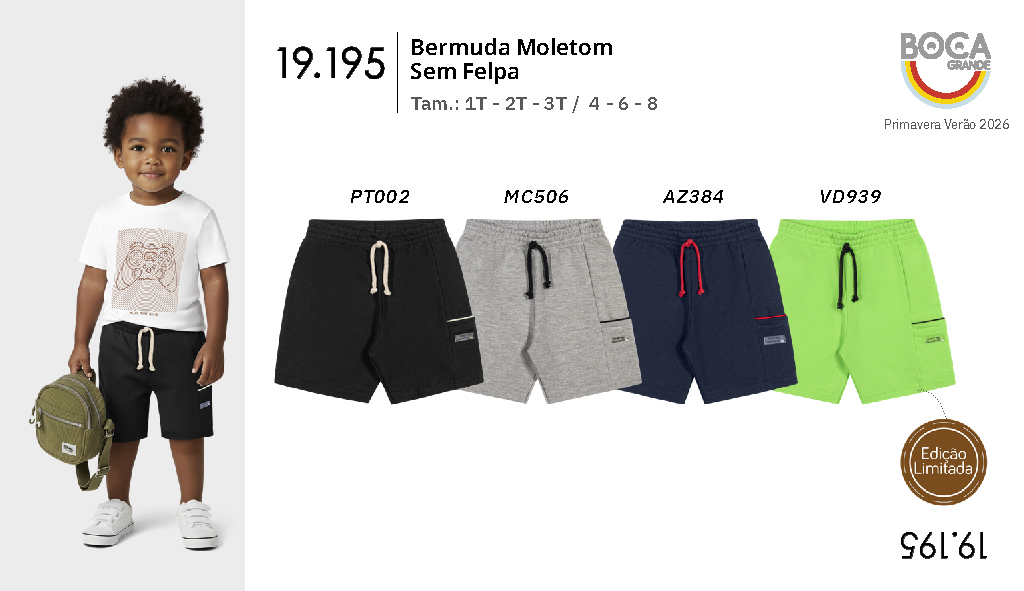 19.195
Bermuda Moletom
Sem Felpa
Tam.: 1T - 2T - 3T / 4 - 6 - 8
BOCA
GRANDE
Primavera Verão 2026
PT002
MC506
AZ384
VD939
Edição
Limitada
19.195